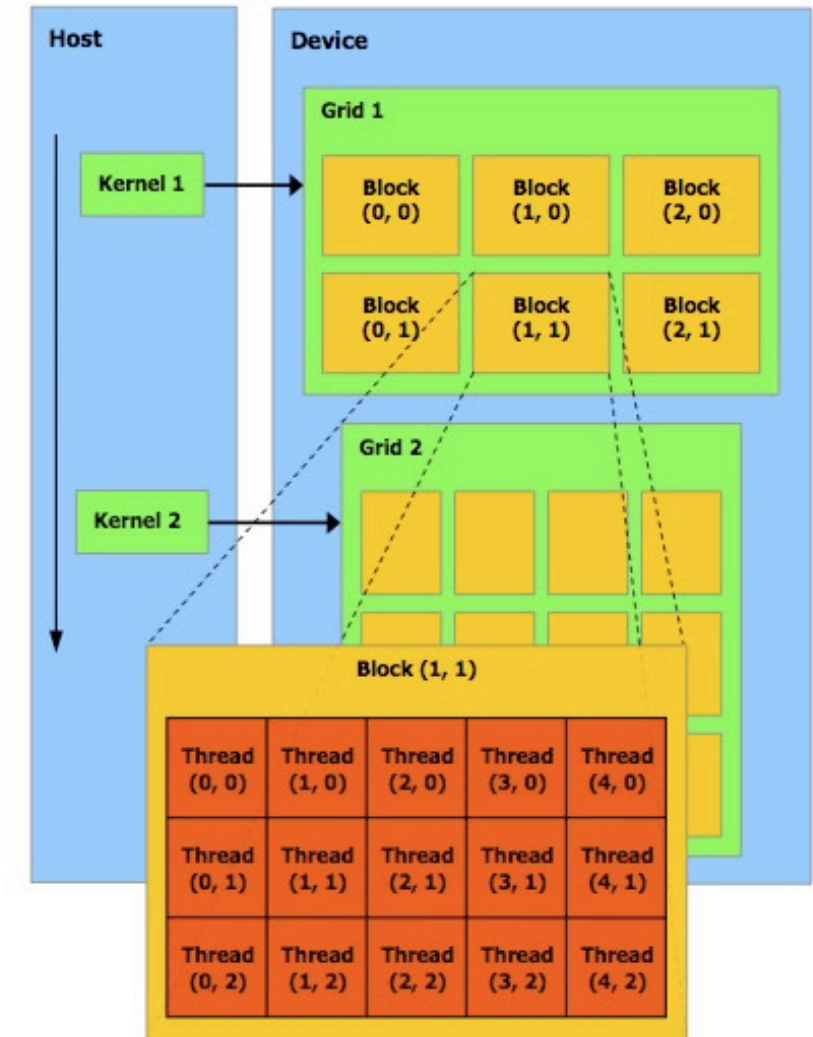 Host
Device
Grid 1
Kernel 1
Block
(0, 0)
Block
(1, 0)
Block
(2, 0)
Block
(0, 1)
Block
(1, 1)
Block
(2, 1)
Grid 2
Kernel 2
Block (1, 1)
Thread
(0, 0)
Thread
(1, 0)
Thread
(2, 0)
Thread
(3, 0)
Thread
(4, 0)
Thread
(0, 1)
Thread
(1, 1)
Thread
(2, 1)
Thread
(3, 1)
Thread
(4, 1)
Thread
(0, 2)
Thread
(1, 2)
Thread
(2, 2)
Thread
(3, 2)
Thread
(4, 2)